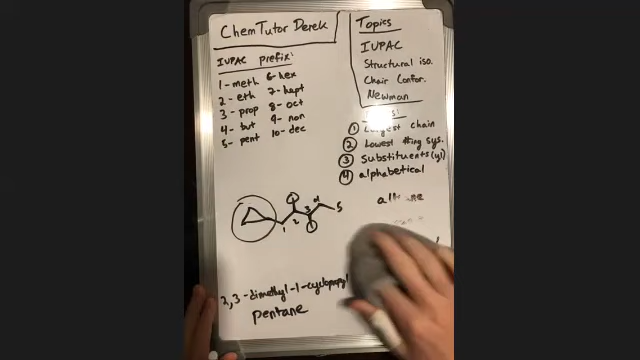 ChemTutor Derek
IUPAC prefix:
1 - meth
2 - eth
3 - prop
4 - but
5 - pent
6 - hex
7 - hept
8 - oct
9 - non
10 - dec
Topics
IUPAC
Structural iso.
Chair Confor.
Newman
① Largest chain
② Lowest #ing sys.
③ Substituents (yl)
④ alphabetical
1 2 3 4 5
2,3-dimethyl-1-cyclopropyl
pentane